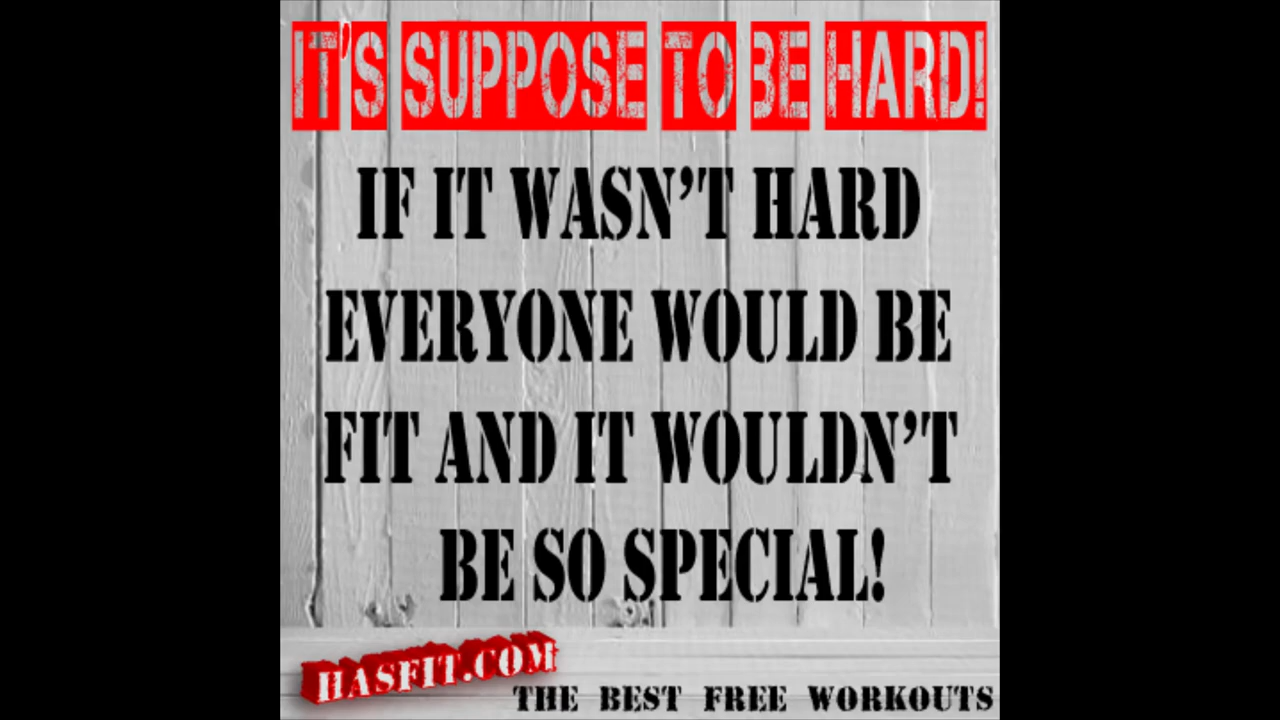 IT'S SUPPOSE TO BE HARD!
IF IT WASN'T HARD
EVERYONE WOULD BE
FIT AND IT WOULDN'T
BE SO SPECIAL!
HASFIT.COM
THE BEST FREE WORKOUTS